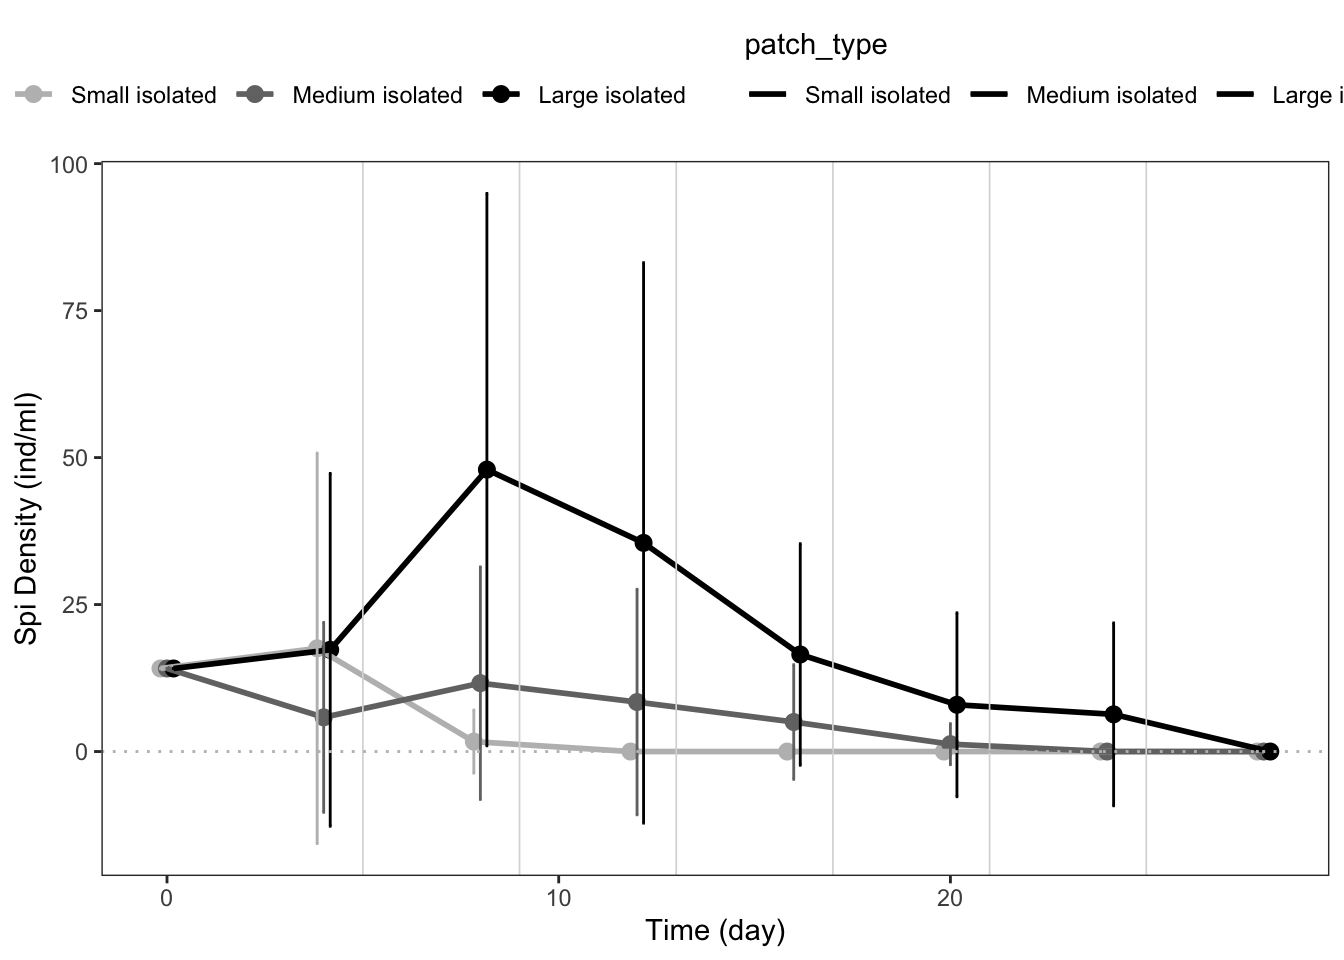 patch_type
Small isolated Medium isolated Large isolated Small isolated Medium isolated Large i
100
75
50
25
0
Spi Density (ind/ml)
0 10 20
Time (day)